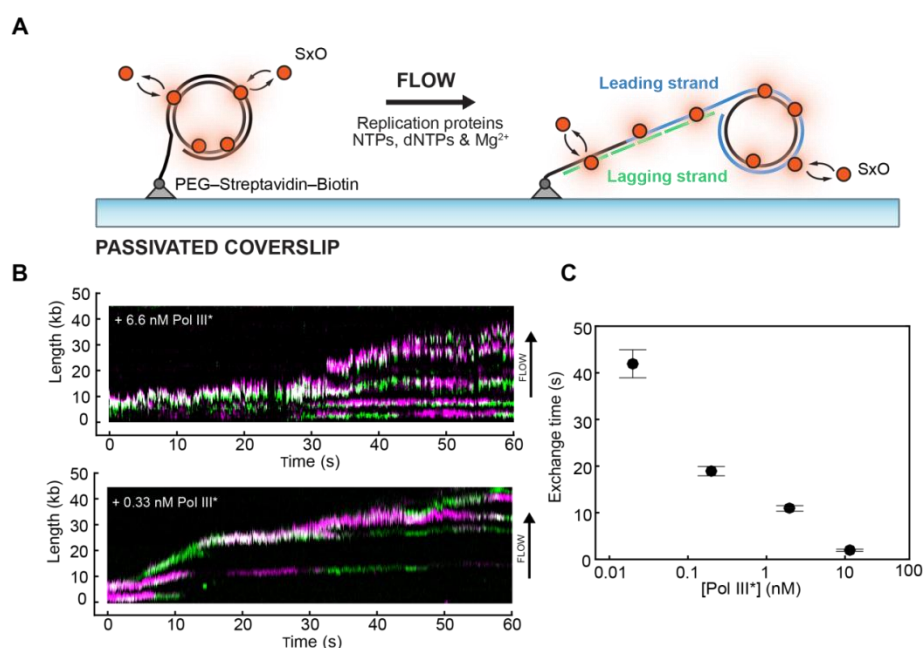 A
SxO
FLOW
Replication proteins
NTPs, dNTPs & Mg²⁺
Leading strand
Lagging strand
SxO
PEG–Streptavidin–Biotin
PASSIVATED COVERSLIP
B
Length (kb)
50
40
30
20
10
0
+ 6.6 nM Pol III*
FLOW
0 10 20 30 40 50 60
Time (s)
Length (kb)
50
40
30
20
10
0
+ 0.33 nM Pol III*
FLOW
0 10 20 30 40 50 60
Time (s)
C
Exchange time (s)
50
40
30
20
10
0
0.01 0.1 1 10 100
[Pol III*] (nM)